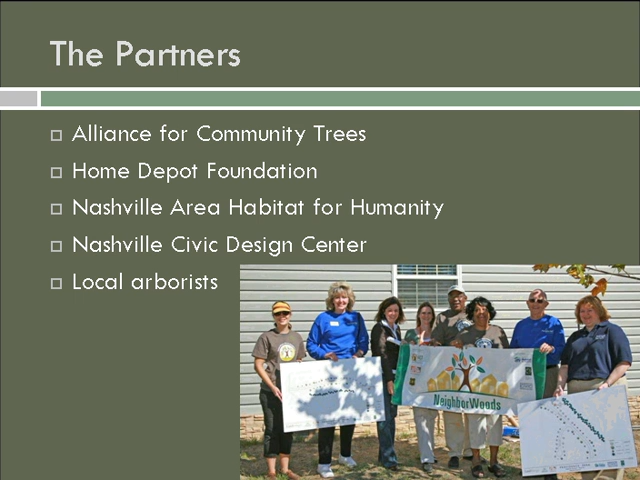 The Partners
Alliance for Community Trees
Home Depot Foundation
Nashville Area Habitat for Humanity
Nashville Civic Design Center
Local arborists
NeighborWoods